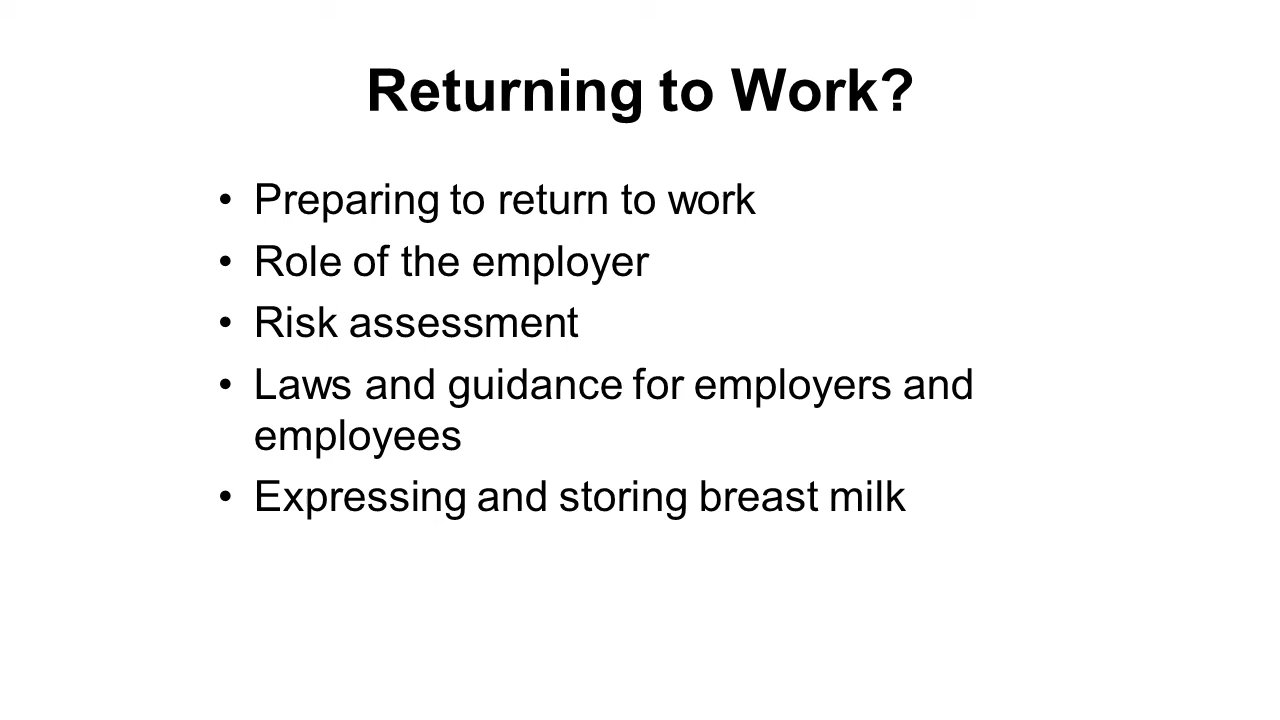 Returning to Work?
• Preparing to return to work
• Role of the employer
• Risk assessment
• Laws and guidance for employers and
employees
• Expressing and storing breast milk